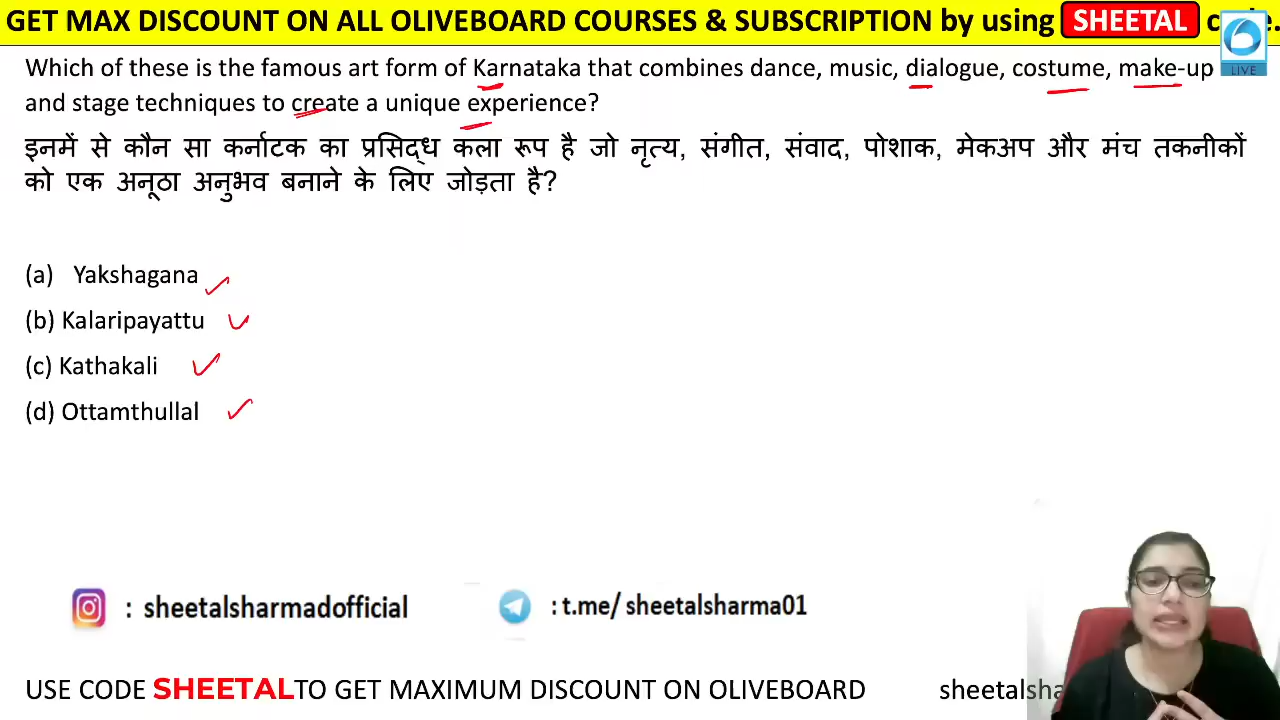 GET MAX DISCOUNT ON ALL OLIVEBOARD COURSES & SUBSCRIPTION by using SHEETAL code.
LIVE
Which of these is the famous art form of Karnataka that combines dance, music, dialogue, costume, make-up
and stage techniques to create a unique experience?
इनमें से कौन सा कर्नाटक का प्रसिद्ध कला रूप है जो नृत्य, संगीत, संवाद, पोशाक, मेकअप और मंच तकनीकों
को एक अनूठा अनुभव बनाने के लिए जोड़ता है?
(a) Yakshagana
(b) Kalaripayattu
(c) Kathakali
(d) Ottamthullal
: sheetalsharmadofficial
: t.me/ sheetalsharma01
USE CODE SHEETALTO GET MAXIMUM DISCOUNT ON OLIVEBOARD